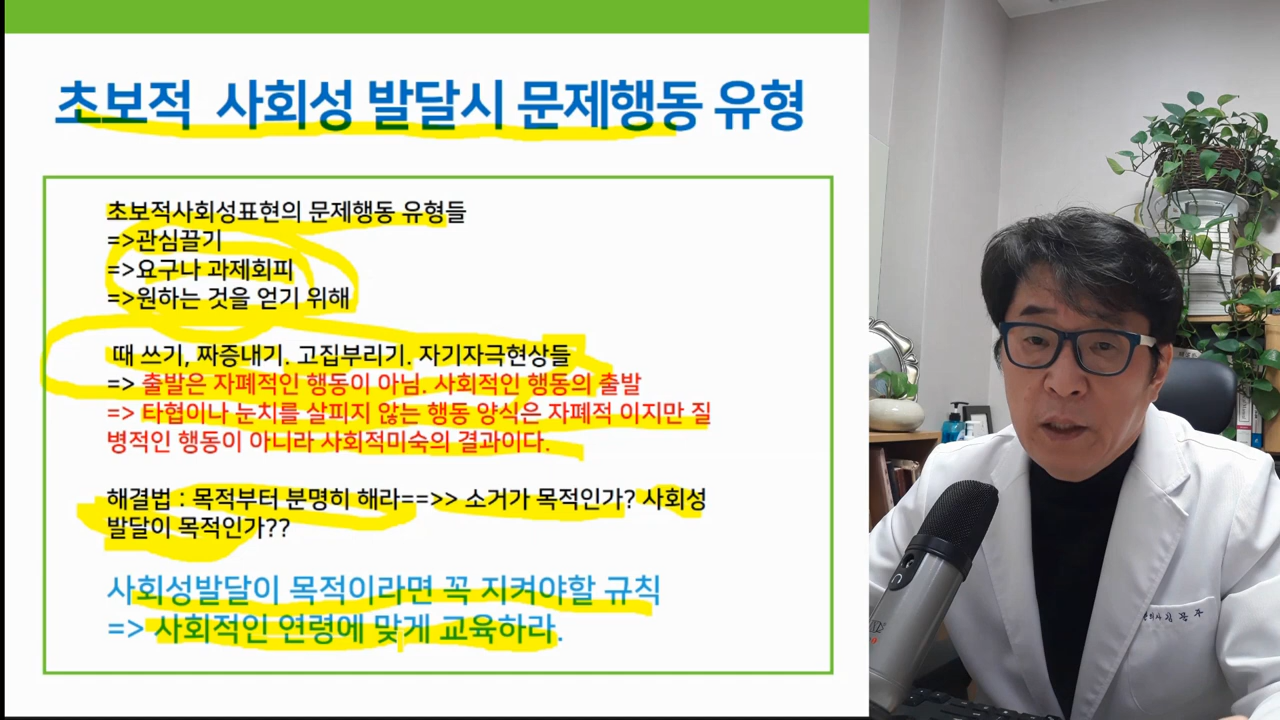 초보적 사회성 발달시 문제행동 유형
초보적사회성표현의 문제행동 유형들
=>관심끌기
=>요구나 과제회피
=>원하는 것을 얻기 위해
때 쓰기, 짜증내기. 고집부리기. 자기자극현상들
=> 출발은 자폐적인 행동이 아님. 사회적인 행동의 출발
=> 타협이나 눈치를 살피지 않는 행동 양식은 자폐적 이지만 질
병적인 행동이 아니라 사회적미숙의 결과이다.
해결법 : 목적부터 분명히 해라==>> 소거가 목적인가? 사회성
발달이 목적인가??
사회성발달이 목적이라면 꼭 지켜야할 규칙
=> 사회적인 연령에 맞게 교육하라.